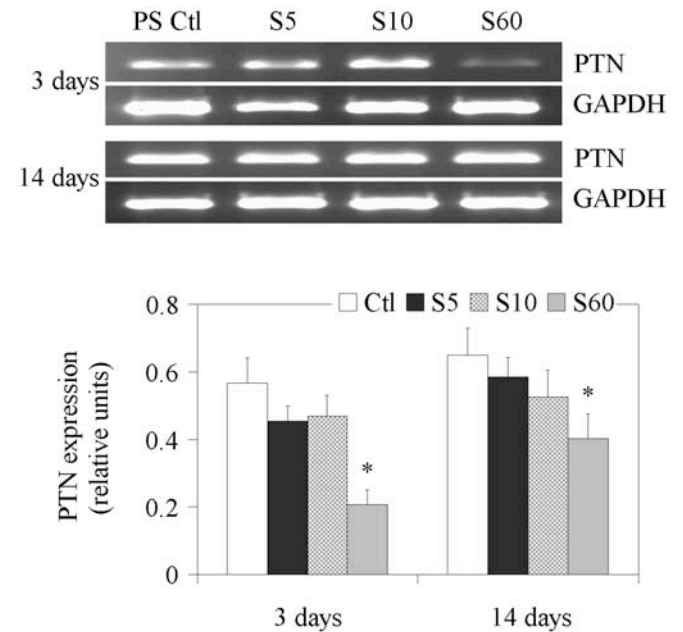 PS Ctl S5 S10 S60
3 days
PTN
GAPDH
14 days
PTN
GAPDH
Ctl S5 S10 S60
PTN expression
(relative units)
0.8
0.6
0.4
0.2
0
*
*
3 days 14 days